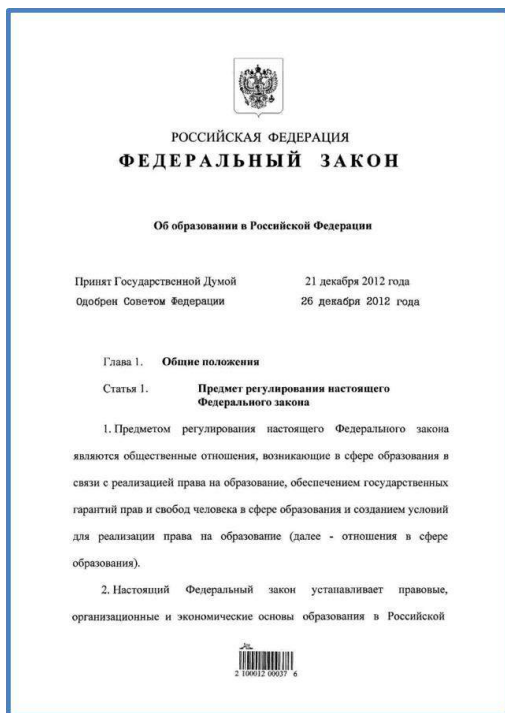 РОССИЙСКАЯ ФЕДЕРАЦИЯ
ФЕДЕРАЛЬНЫЙ ЗАКОН
Об образовании в Российской Федерации
Принят Государственной Думой 21 декабря 2012 года
Одобрен Советом Федерации 26 декабря 2012 года
Глава 1. Общие положения
Статья 1. Предмет регулирования настоящего
Федерального закона
1. Предметом регулирования настоящего Федерального закона
являются общественные отношения, возникающие в сфере образования в
связи с реализацией права на образование, обеспечением государственных
гарантий прав и свобод человека в сфере образования и созданием условий
для реализации права на образование (далее - отношения в сфере
образования).
2. Настоящий Федеральный закон устанавливает правовые,
организационные и экономические основы образования в Российской
2 100012 00037 6